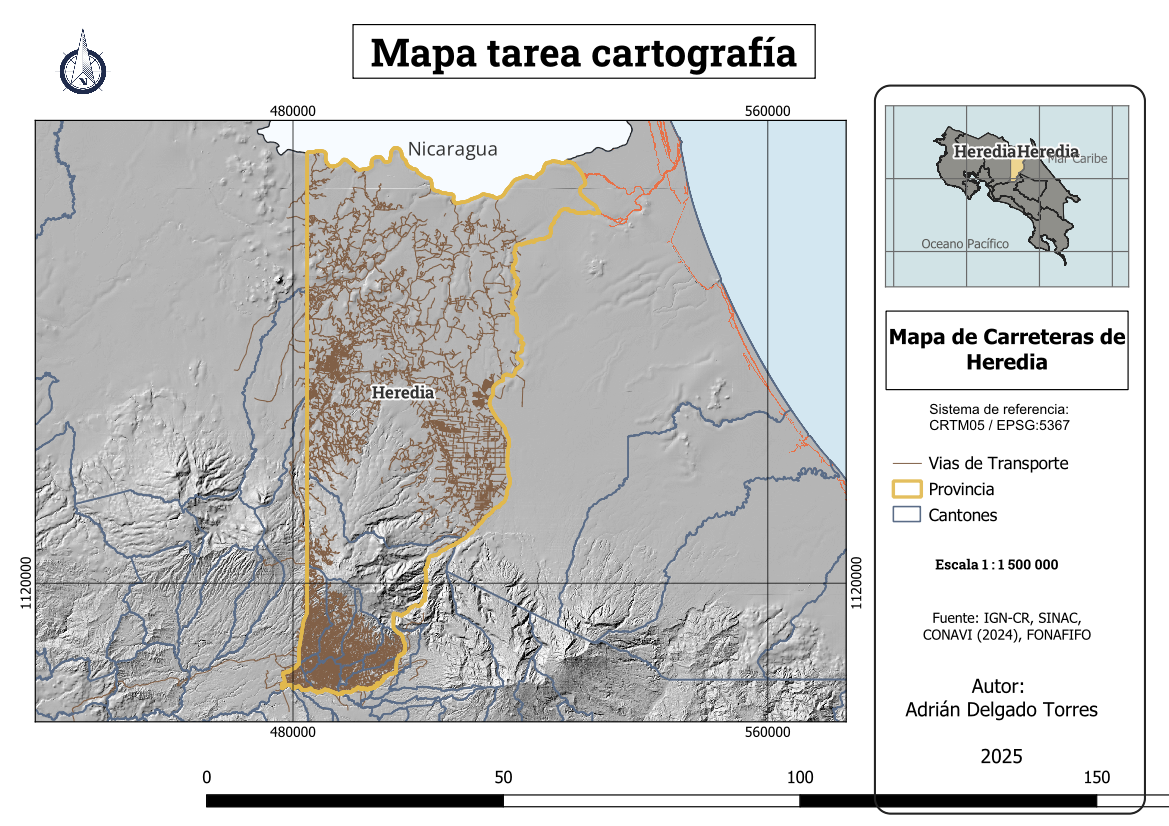 Mapa tarea cartografía
480000
560000
Nicaragua
Heredia
1120000
1120000
480000
560000
HerediaHeredia
Mar Caribe
Oceano Pacífico
Mapa de Carreteras de
Heredia
Sistema de referencia:
CRTM05 / EPSG:5367
Vias de Transporte
Provincia
Cantones
Escala 1 : 1 500 000
Fuente: IGN-CR, SINAC,
CONAVI (2024), FONAFIFO
Autor:
Adrián Delgado Torres
2025
0
50
100
150